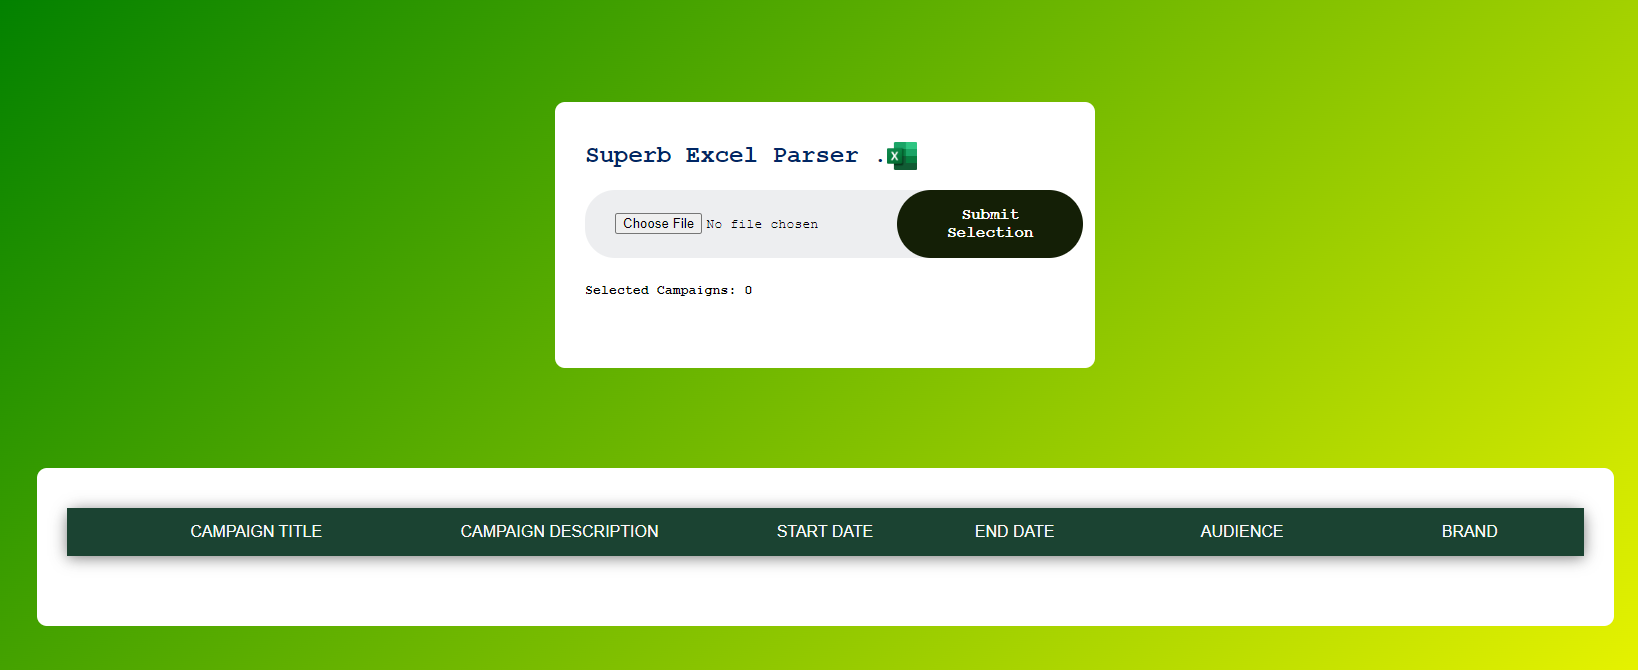 Superb Excel Parser .
X
Choose File No file chosen
Submit
Selection
Selected Campaigns: 0
CAMPAIGN TITLE CAMPAIGN DESCRIPTION START DATE END DATE AUDIENCE BRAND